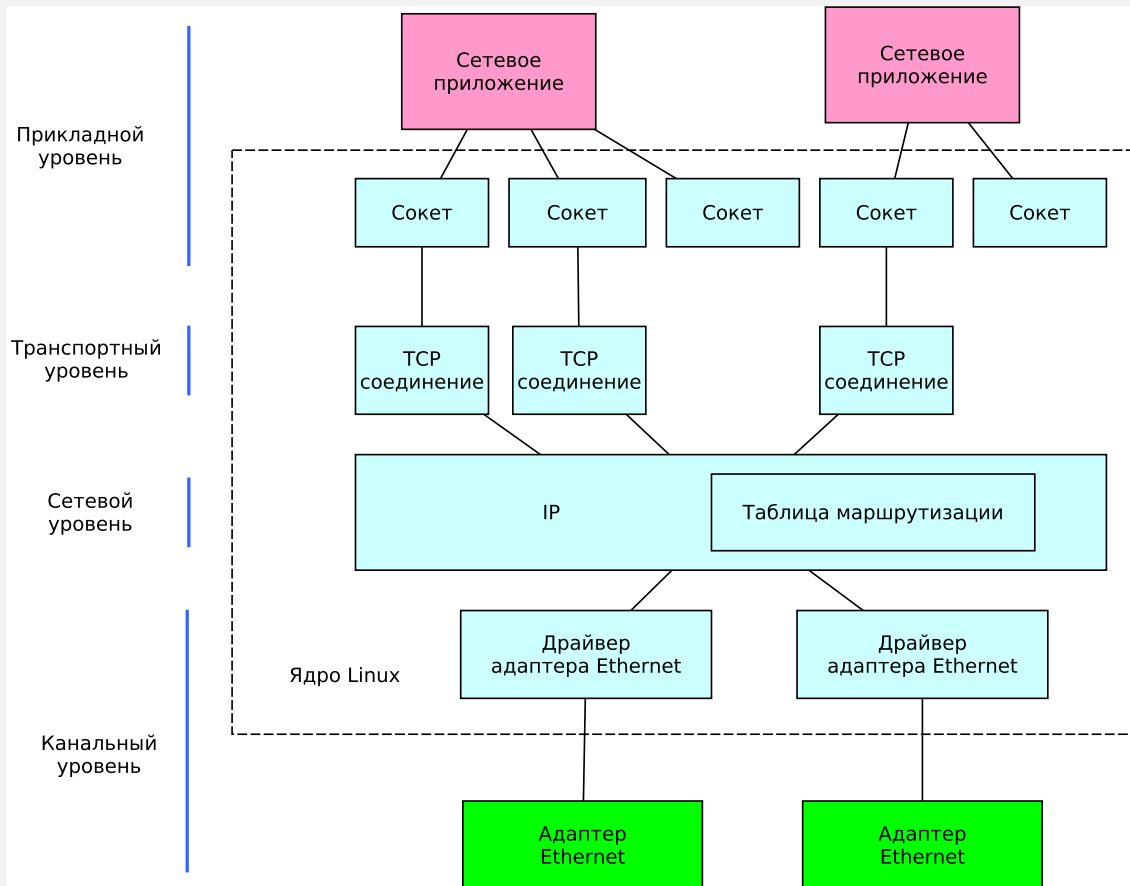 Сетевое
приложение
Сетевое
приложение
Прикладной
уровень
Сокет
Сокет
Сокет
Сокет
Сокет
Транспортный
уровень
TCP
соединение
TCP
соединение
TCP
соединение
Сетевой
уровень
IP
Таблица маршрутизации
Драйвер
адаптера Ethernet
Драйвер
адаптера Ethernet
Ядро Linux
Канальный
уровень
Адаптер
Ethernet
Адаптер
Ethernet